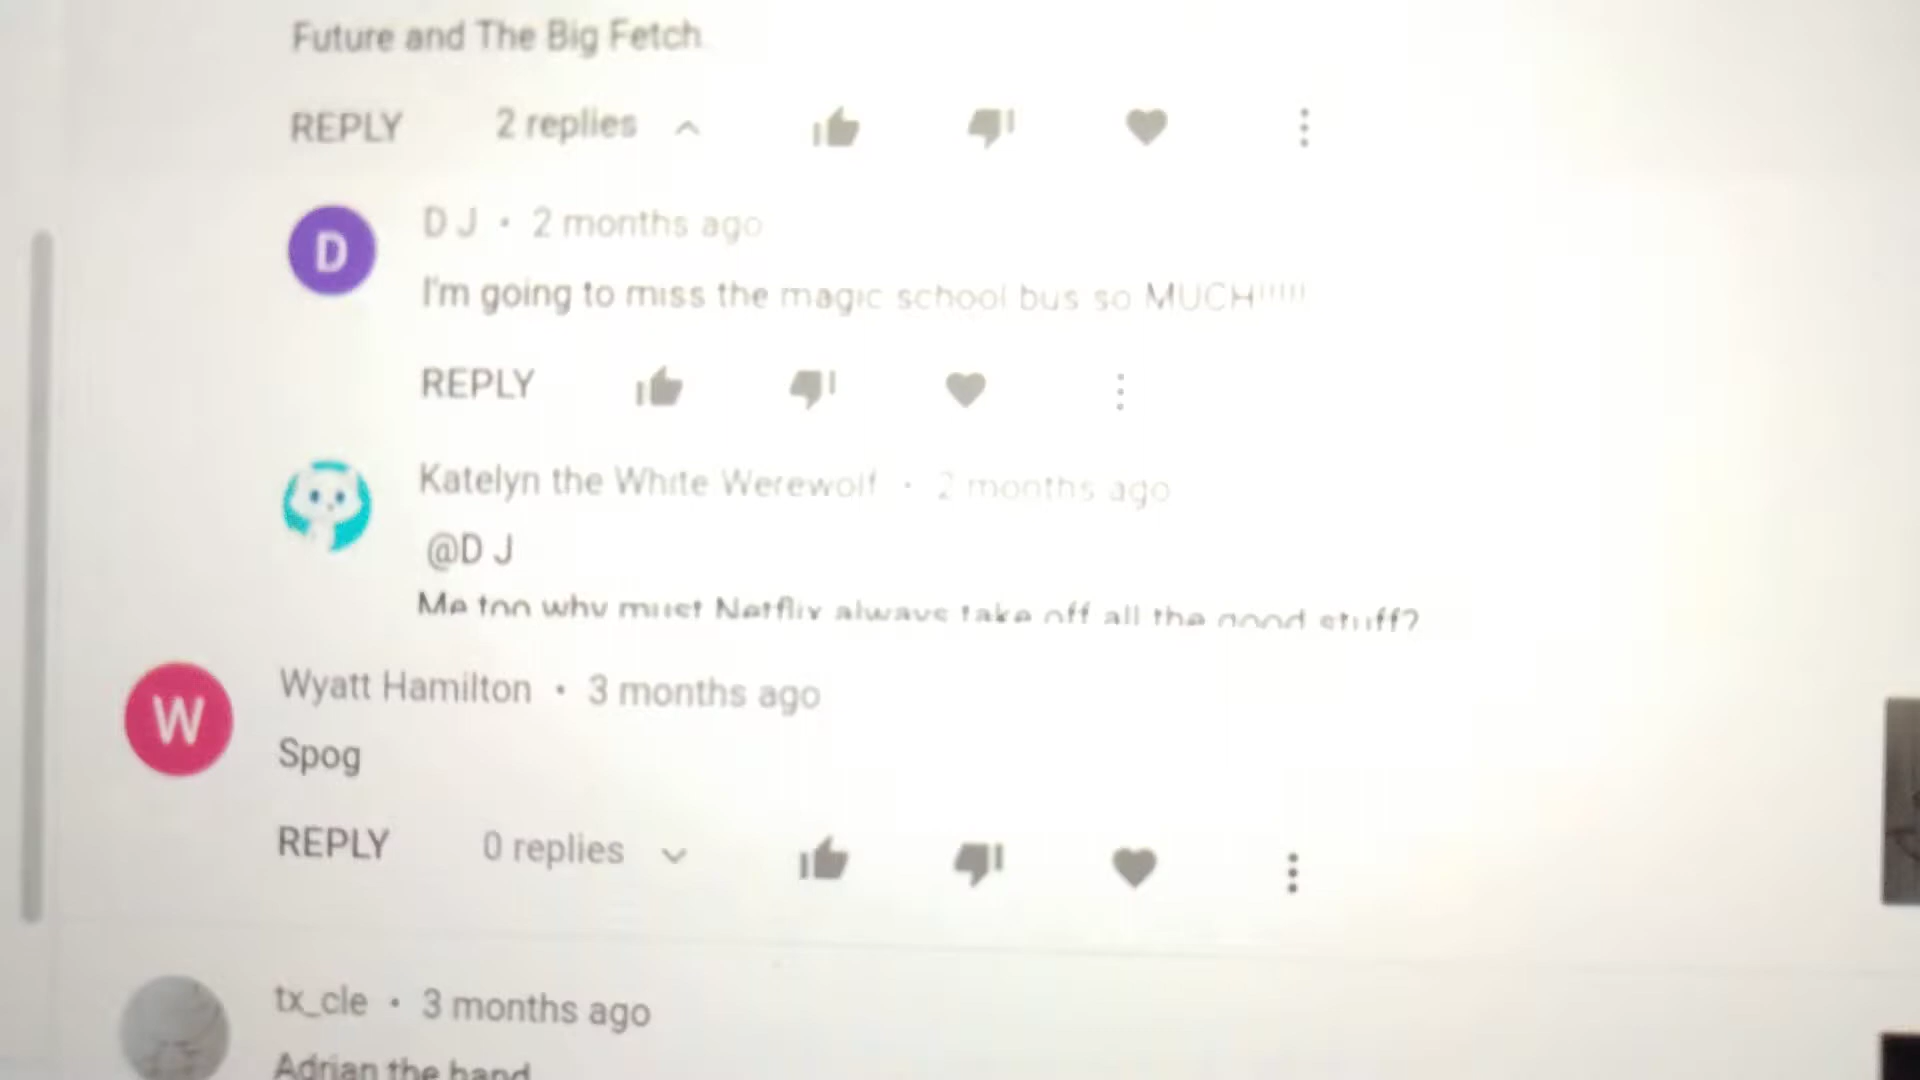 Future and The Big Fetch
REPLY 2 replies
D
D J • 2 months ago
I'm going to miss the magic school bus so MUCH!!!!!
REPLY
Katelyn the White Werewolf • 2 months ago
@D J
Me too why must Netflix always take off all the good stuff?
W
Wyatt Hamilton • 3 months ago
Spog
REPLY 0 replies
tx_cle • 3 months ago
Adrian the hand